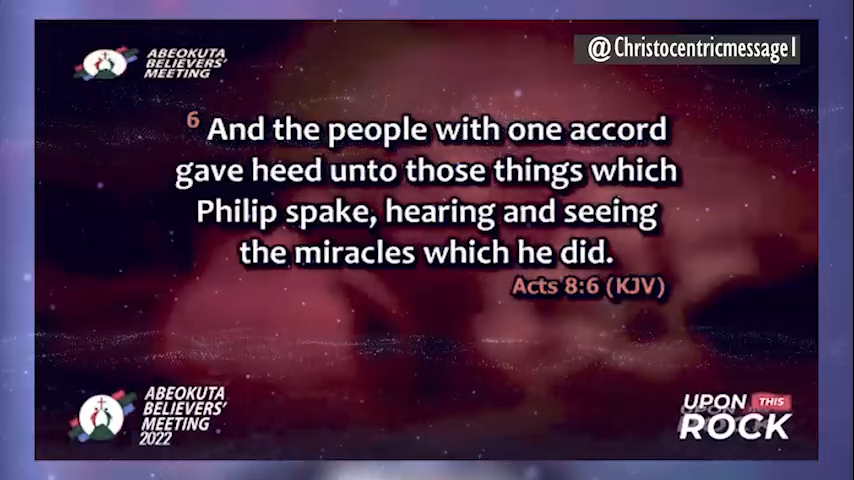 @Christocentricmessage1
ABEOKUTA
BELIEVERS'
MEETING
6 And the people with one accord
gave heed unto those things which
Philip spake, hearing and seeing
the miracles which he did.
Acts 8:6 (KJV)
ABEOKUTA
BELIEVERS'
MEETING
2022
UPON THIS
ROCK